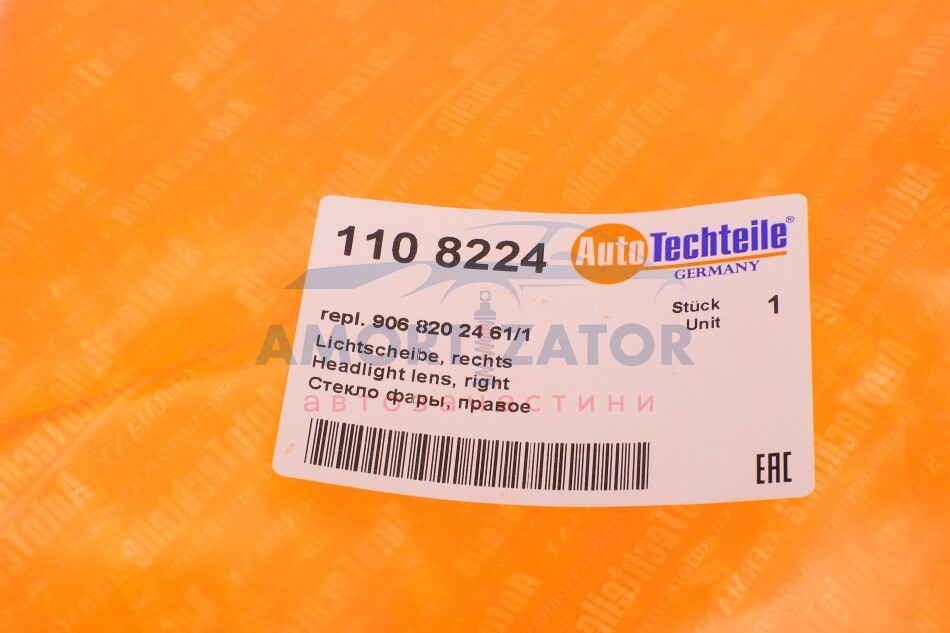 110 8224
AutoTechteile®
GERMANY
Stück 1
Unit
repl. 906 820 24 61/1
Lichtscheibe, rechts
Headlight lens, right
Стекло фары, правое
EAC
AMORTIZATOR
автозапчастини